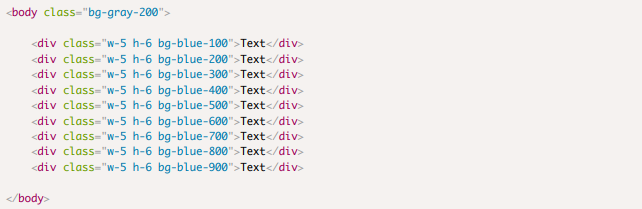 <body class="bg-gray-200">
<div class="w-5 h-6 bg-blue-100">Text</div>
<div class="w-5 h-6 bg-blue-200">Text</div>
<div class="w-5 h-6 bg-blue-300">Text</div>
<div class="w-5 h-6 bg-blue-400">Text</div>
<div class="w-5 h-6 bg-blue-500">Text</div>
<div class="w-5 h-6 bg-blue-600">Text</div>
<div class="w-5 h-6 bg-blue-700">Text</div>
<div class="w-5 h-6 bg-blue-800">Text</div>
<div class="w-5 h-6 bg-blue-900">Text</div>
</body>